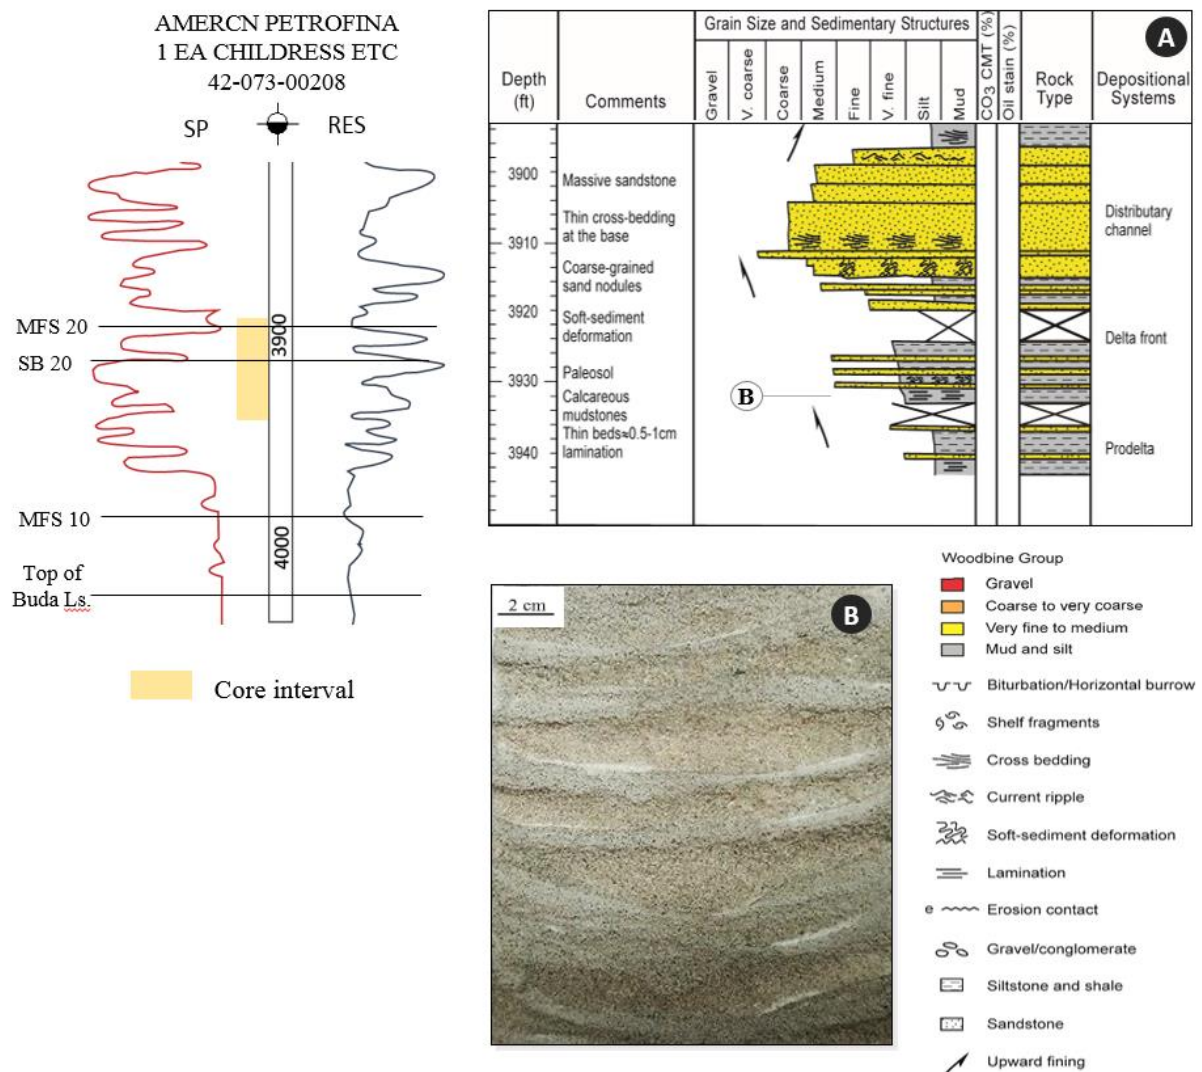 AMERCN PETROFINA
1 EA CHILDRESS ETC
42-073-00208
SP
RES
MFS 20
SB 20
MFS 10
Top of
Buda Ls.
3900
4000
Core interval
A
Grain Size and Sedimentary Structures
Depth
(ft)
Comments
Gravel
V. coarse
Coarse
Medium
Fine
V. fine
Silt
Mud
CO3 CMT (%)
Oil stain (%)
Rock
Type
Depositional
Systems
3900
3910
3920
3930
3940
Massive sandstone
Thin cross-bedding
at the base
Coarse-grained
sand nodules
Soft-sediment
deformation
Paleosol
Calcareous
mudstones
Thin beds≈0.5-1cm
lamination
B
Distributary
channel
Delta front
Prodelta
2 cm
B
Woodbine Group
Gravel
Coarse to very coarse
Very fine to medium
Mud and silt
Biturbation/Horizontal burrow
Shelf fragments
Cross bedding
Current ripple
Soft-sediment deformation
Lamination
e Erosion contact
Gravel/conglomerate
Siltstone and shale
Sandstone
Upward fining